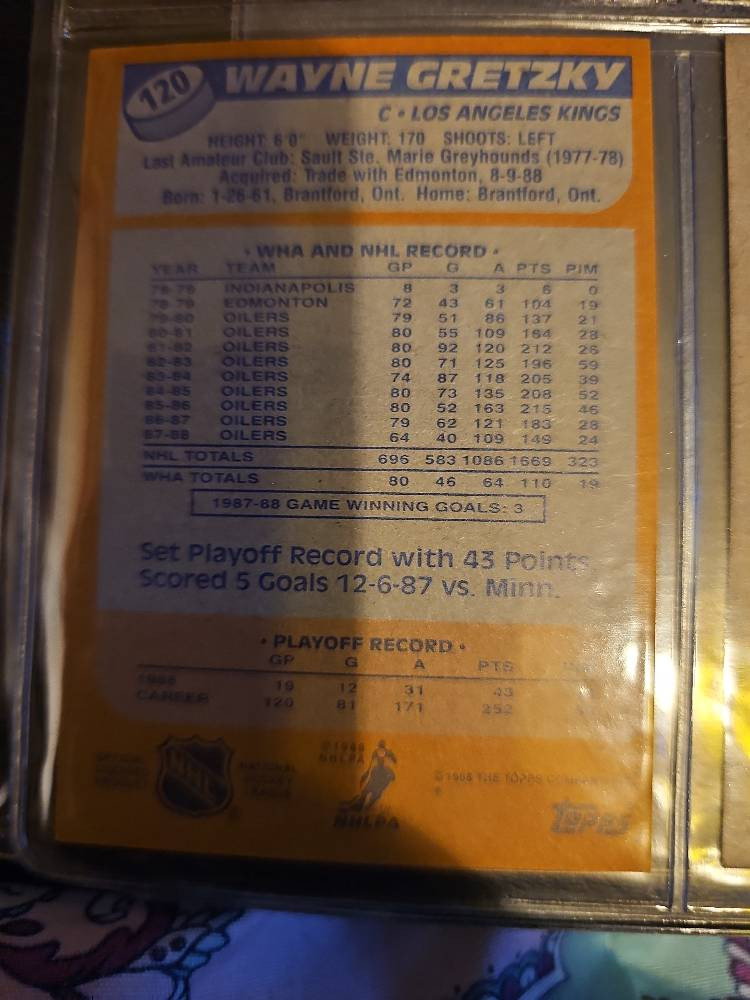 120
WAYNE GRETZKY
C • LOS ANGELES KINGS
HEIGHT: 6'0" WEIGHT: 170 SHOOTS: LEFT
Last Amateur Club: Sault Ste. Marie Greyhounds (1977-78)
Acquired: Trade with Edmonton, 8-9-88
Born: 1-26-61, Brantford, Ont. Home: Brantford, Ont.
• WHA AND NHL RECORD •
YEAR TEAM GP G A PTS PIM
78-79 INDIANAPOLIS 8 3 3 6 0
78-79 EDMONTON 72 43 61 104 19
79-80 OILERS 79 51 86 137 21
80-81 OILERS 80 55 109 164 28
81-82 OILERS 80 92 120 212 26
82-83 OILERS 80 71 125 196 59
83-84 OILERS 74 87 118 205 39
84-85 OILERS 80 73 135 208 52
85-86 OILERS 80 52 163 215 46
86-87 OILERS 79 62 121 183 28
87-88 OILERS 64 40 109 149 24
NHL TOTALS 696 583 1086 1669 323
WHA TOTALS 80 46 64 110 19
1987-88 GAME WINNING GOALS: 3
Set Playoff Record with 43 Points.
Scored 5 Goals 12-6-87 vs. Minn.
• PLAYOFF RECORD •
GP G A PTS
1988 19 12 31 43
CAREER 120 81 171 252
NHL
NATIONAL
HOCKEY
LEAGUE
© 1988
NHLPA
NHLPA
© 1988 THE TOPPS
TOPPS